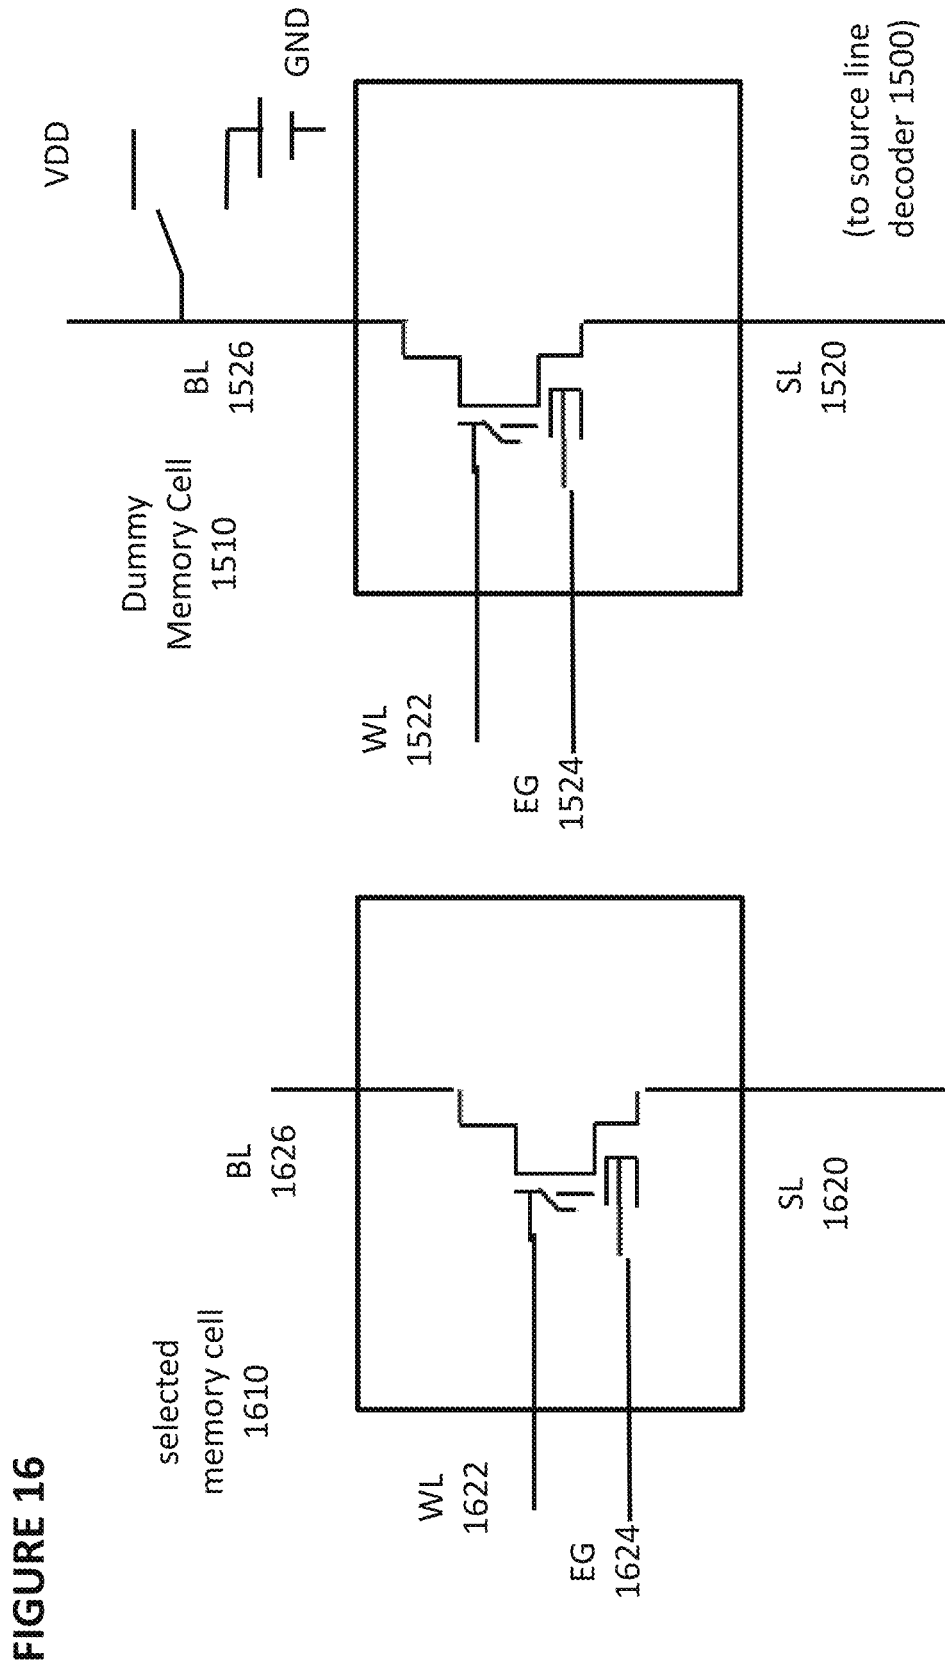 FIGURE 16
selected
memory cell
1610
BL
1626
WL
1622
EG
1624
SL
1620
Dummy
Memory Cell
1510
BL
1526
VDD
GND
WL
1522
EG
1524
SL
1520
(to source line
decoder 1500)